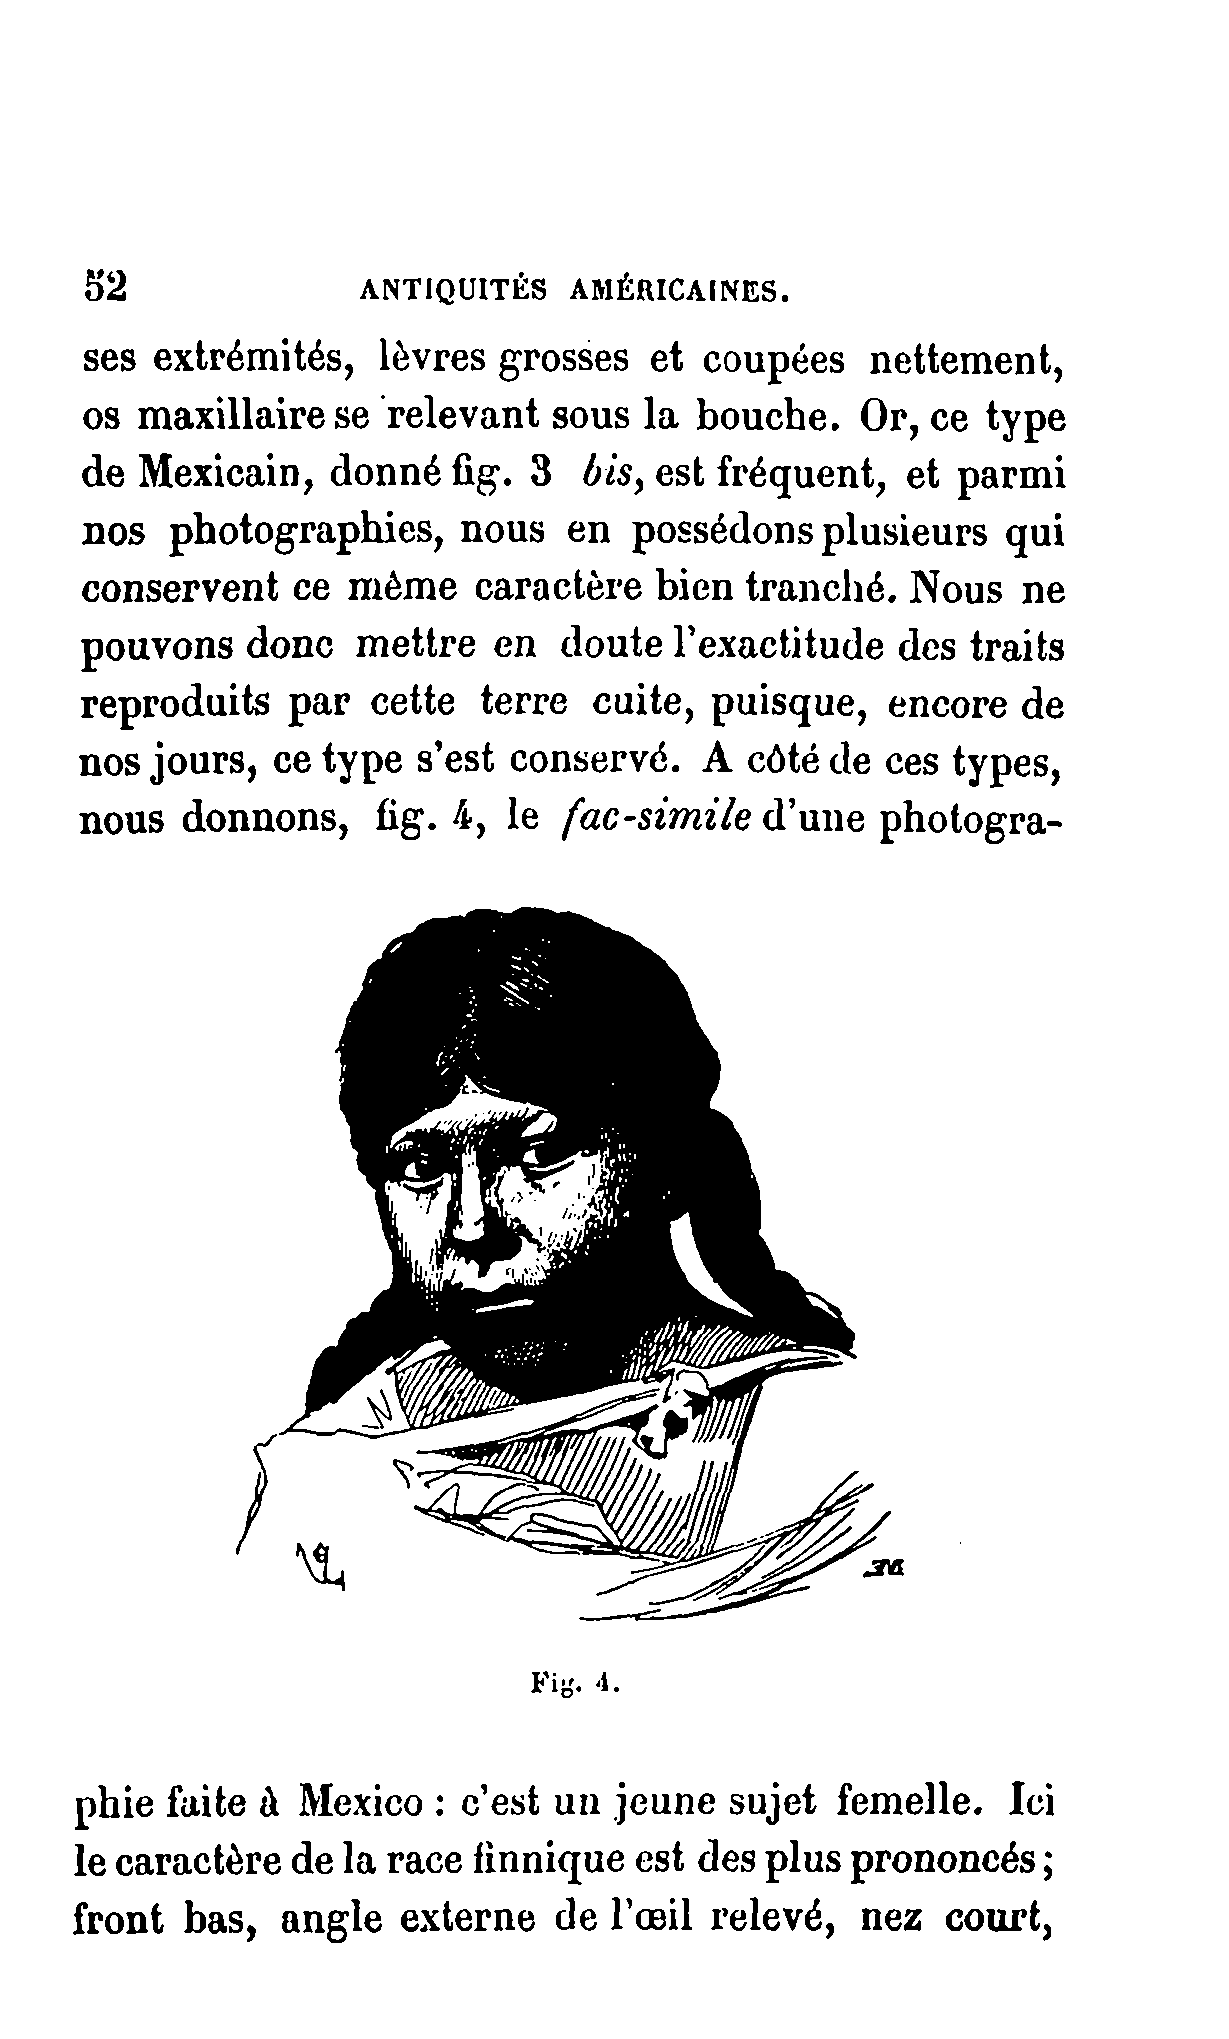 52 ANTIQUITÉS AMÉRICAINES.
ses extrémités, lèvres grosses et coupées nettement,
os maxillaire se relevant sous la bouche. Or, ce type
de Mexicain, donné fig. 3 bis, est fréquent, et parmi
nos photographies, nous en possédons plusieurs qui
conservent ce même caractère bien tranché. Nous ne
pouvons donc mettre en doute l'exactitude des traits
reproduits par cette terre cuite, puisque, encore de
nos jours, ce type s'est conservé. A côté de ces types,
nous donnons, fig. 4, le fac-simile d'une photogra-
Fig. 4.
phie faite à Mexico : c'est un jeune sujet femelle. Ici
le caractère de la race finnique est des plus prononcés ;
front bas, angle externe de l'œil relevé, nez court,